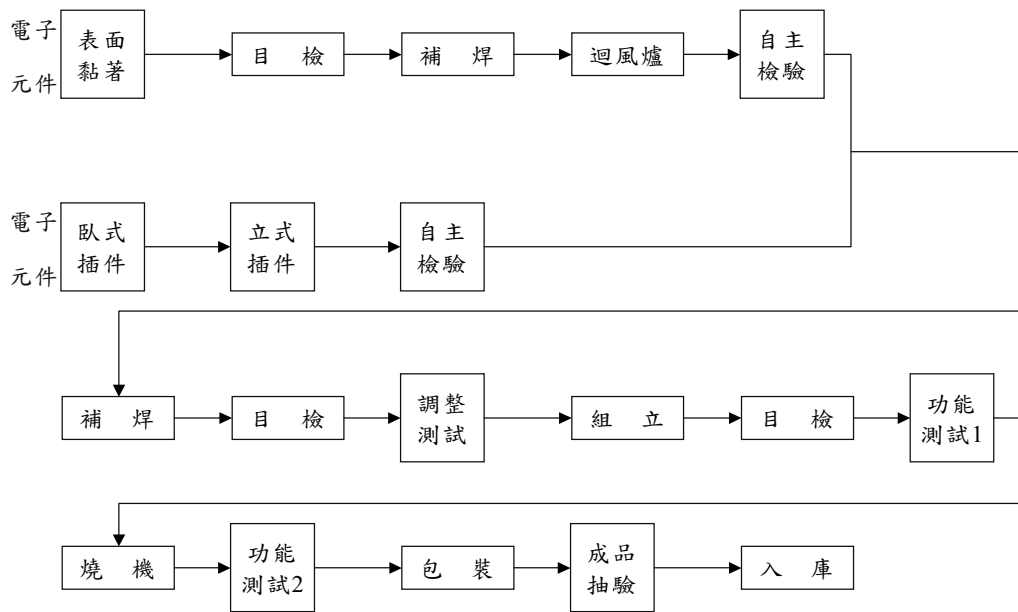 電子
元件
表面
黏著
目 檢
補 焊
迴風爐
自主
檢驗
電子
元件
臥式
插件
立式
插件
自主
檢驗
補 焊
目 檢
調整
測試
組 立
目 檢
功能
測試1
燒 機
功能
測試2
包 裝
成品
抽驗
入 庫